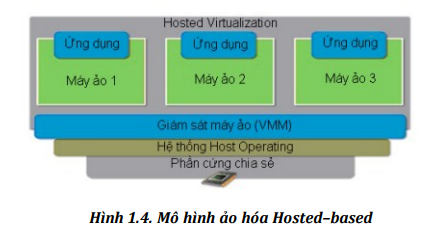 Hosted Virtualization
Ứng dụng Ứng dụng Ứng dụng
Máy ảo 1 Máy ảo 2 Máy ảo 3
Giám sát máy ảo (VMM)
Hệ thống Host Operating
Phần cứng chia sẻ
Hình 1.4. Mô hình ảo hóa Hosted–based